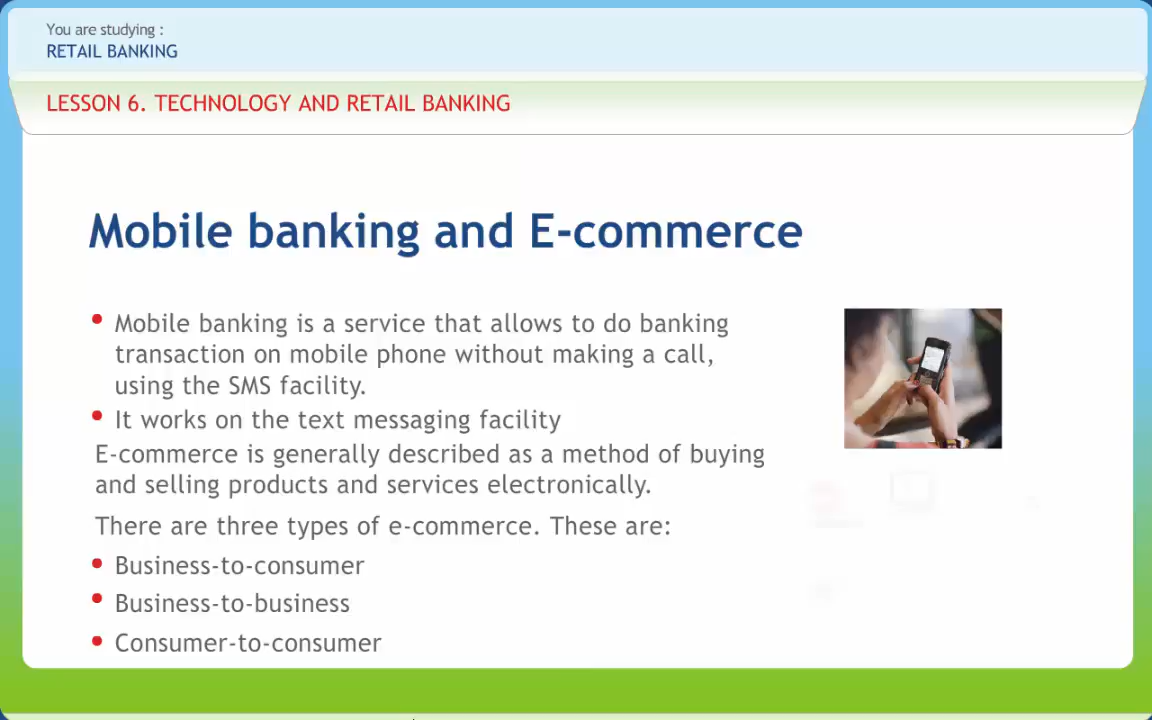 You are studying :
RETAIL BANKING
LESSON 6. TECHNOLOGY AND RETAIL BANKING
Mobile banking and E-commerce
• Mobile banking is a service that allows to do banking
transaction on mobile phone without making a call,
using the SMS facility.
• It works on the text messaging facility
E-commerce is generally described as a method of buying
and selling products and services electronically.
There are three types of e-commerce. These are:
• Business-to-consumer
• Business-to-business
• Consumer-to-consumer